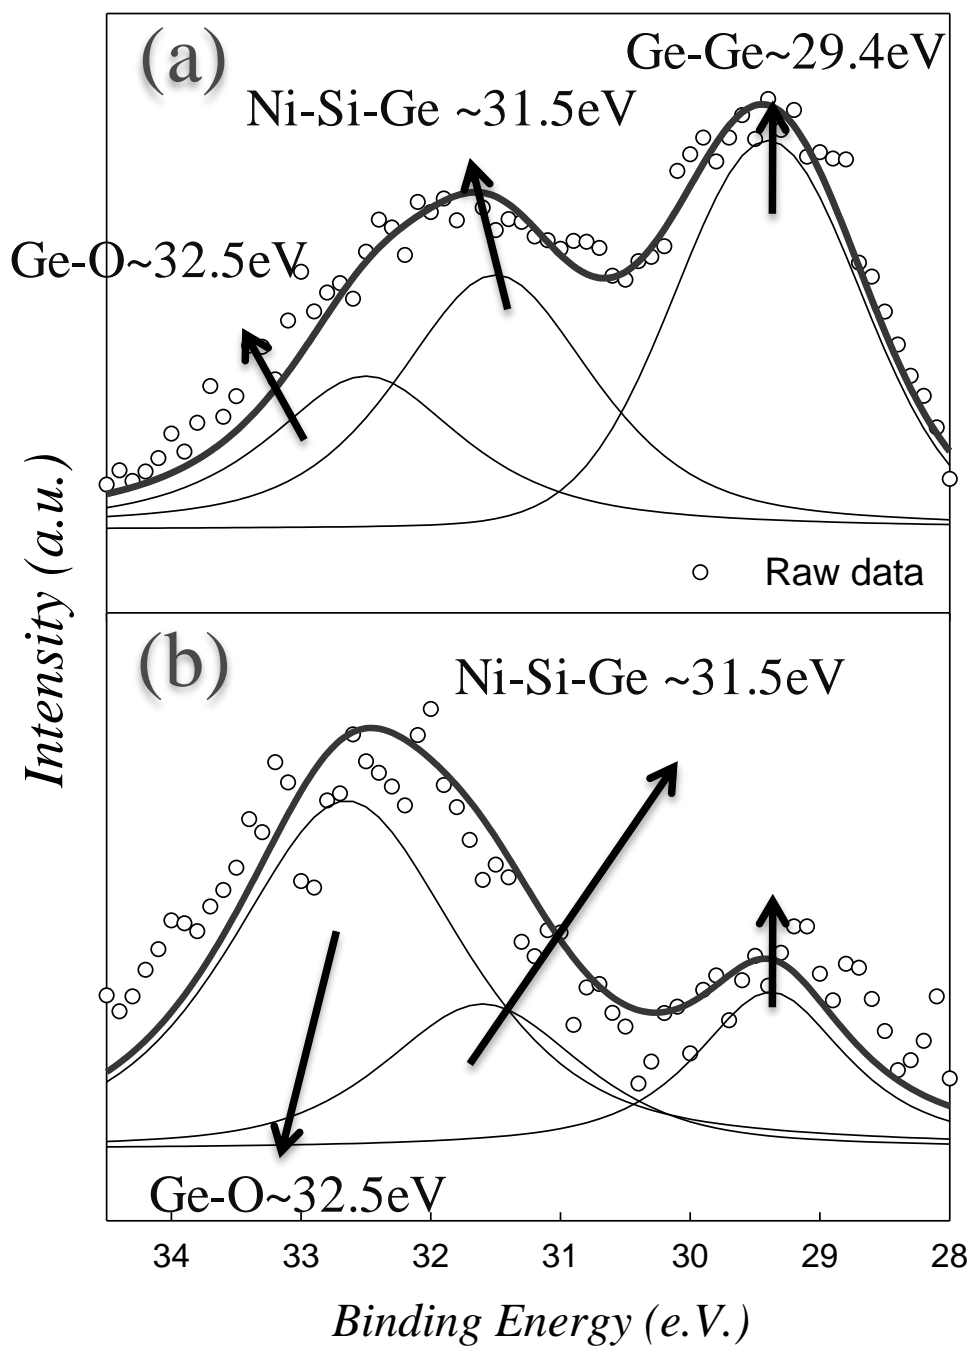 (a)
Ge-Ge~29.4eV
Ni-Si-Ge ~31.5eV
Ge-O~32.5eV
Raw data
Intensity (a.u.)
(b)
Ni-Si-Ge ~31.5eV
Ge-O~32.5eV
34 33 32 31 30 29 28
Binding Energy (e.V.)